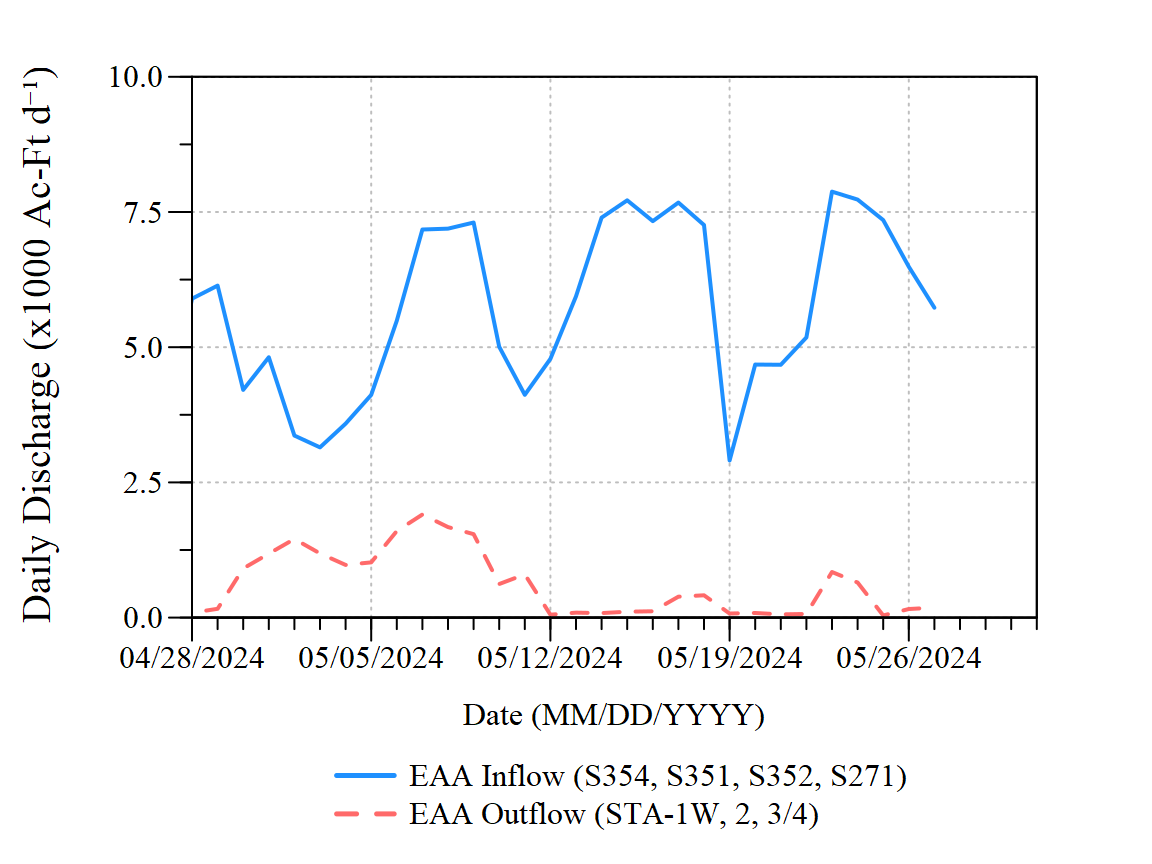 Daily Discharge (x1000 Ac-Ft d⁻¹)
10.0
7.5
5.0
2.5
0.0
04/28/2024 05/05/2024 05/12/2024 05/19/2024 05/26/2024
Date (MM/DD/YYYY)
EAA Inflow (S354, S351, S352, S271)
EAA Outflow (STA-1W, 2, 3/4)